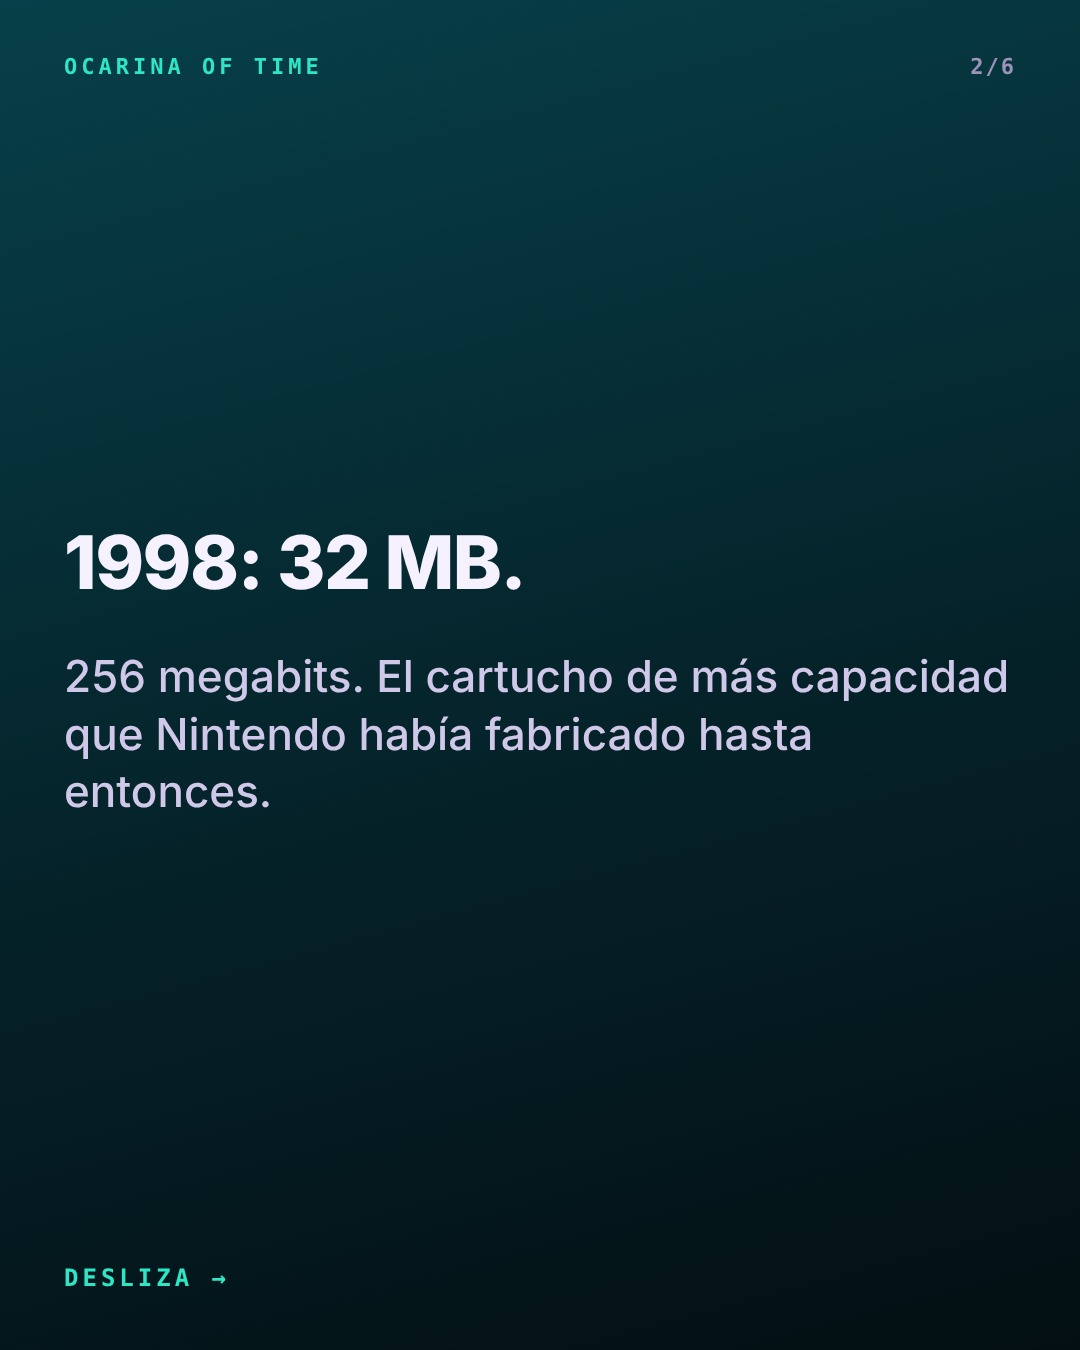 OCARINA OF TIME
2/6
1998: 32 MB.
256 megabits. El cartucho de más capacidad
que Nintendo había fabricado hasta
entonces.
DESLIZA →